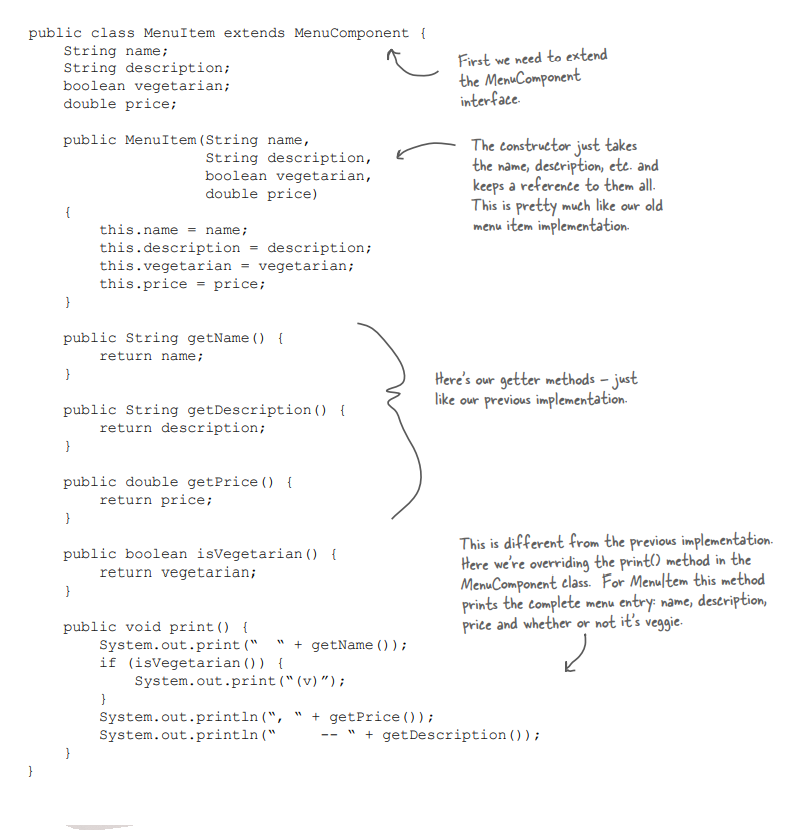 public class MenuItem extends MenuComponent {
String name;
String description;
boolean vegetarian;
double price;
First we need to extend
the MenuComponent
interface.
public MenuItem(String name,
String description,
boolean vegetarian,
double price)
{
this.name = name;
this.description = description;
this.vegetarian = vegetarian;
this.price = price;
}
The constructor just takes
the name, description, etc. and
keeps a reference to them all.
This is pretty much like our old
menu item implementation.
public String getName() {
return name;
}
public String getDescription() {
return description;
}
public double getPrice() {
return price;
}
Here's our getter methods – just
like our previous implementation.
public boolean isVegetarian() {
return vegetarian;
}
public void print() {
System.out.print(“  “ + getName());
if (isVegetarian()) {
System.out.print(“(v)”);
}
System.out.println(“, “ + getPrice());
System.out.println(“     -- “ + getDescription());
}
}
This is different from the previous implementation.
Here we're overriding the print() method in the
MenuComponent class. For MenuItem this method
prints the complete menu entry: name, description,
price and whether or not it's veggie.